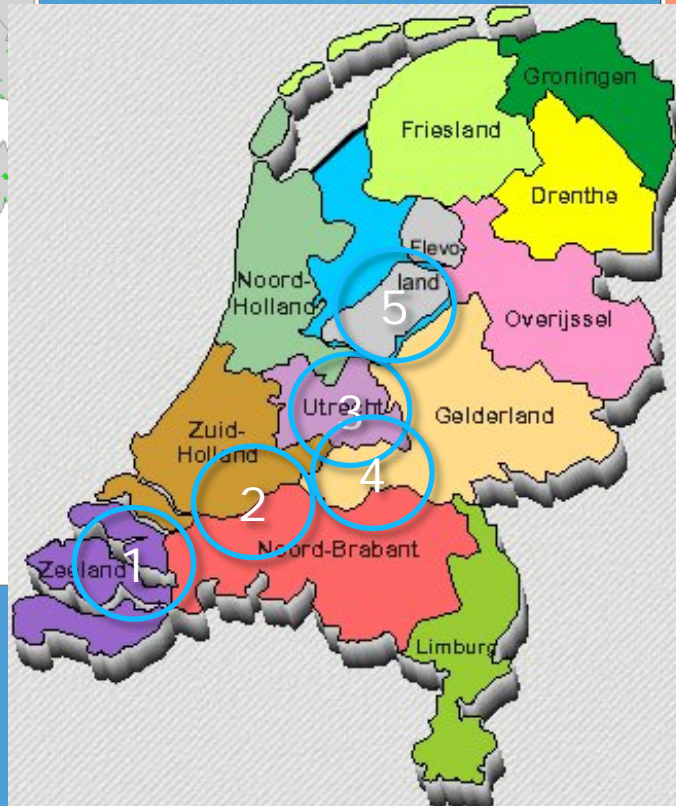 Groningen
Friesland
Drenthe
Flevo-
land
Noord-
Holland
5
Overijssel
Utrecht
3
Gelderland
Zuid-
Holland
4
2
Noord-Brabant
Zeeland
1
Limburg